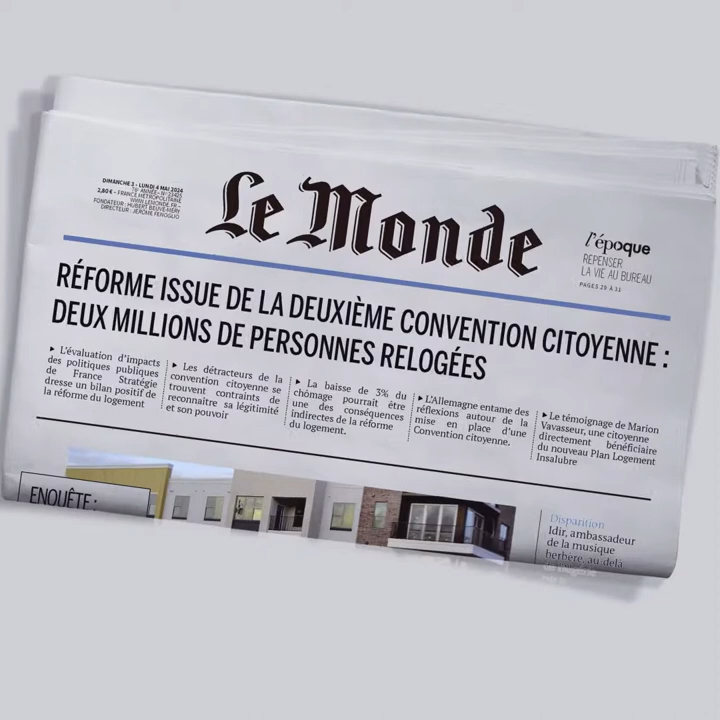 DIMANCHE 3 - LUNDI 4 MAI 2024
76ᵉ ANNÉE - Nº 23425
2,80 € - FRANCE MÉTROPOLITAINE
WWW.LEMONDE.FR -
FONDATEUR : HUBERT BEUVE-MÉRY
DIRECTEUR : JÉRÔME FENOGLIO
Le Monde
l'époque
REPENSER
LA VIE AU BUREAU
PAGES 29 À 31
RÉFORME ISSUE DE LA DEUXIÈME CONVENTION CITOYENNE :
DEUX MILLIONS DE PERSONNES RELOGÉES
▶ L'évaluation d'impacts
des politiques publiques
de France Stratégie
dresse un bilan positif de
la réforme du logement
▶ Les détracteurs de la
convention citoyenne se
trouvent contraints de
reconnaître sa légitimité
et son pouvoir
▶ La baisse de 3% du
chômage pourrait être
une des conséquences
indirectes de la réforme
du logement.
▶ L'Allemagne entame des
réflexions autour de la
mise en place d'une
Convention citoyenne.
▶ Le témoignage de Marion
Vavasseur, une citoyenne
directement bénéficiaire
du nouveau Plan Logement
Insalubre
ENQUÊTE :
Disparition
Idir, ambassadeur
de la musique
berbère, au-delà